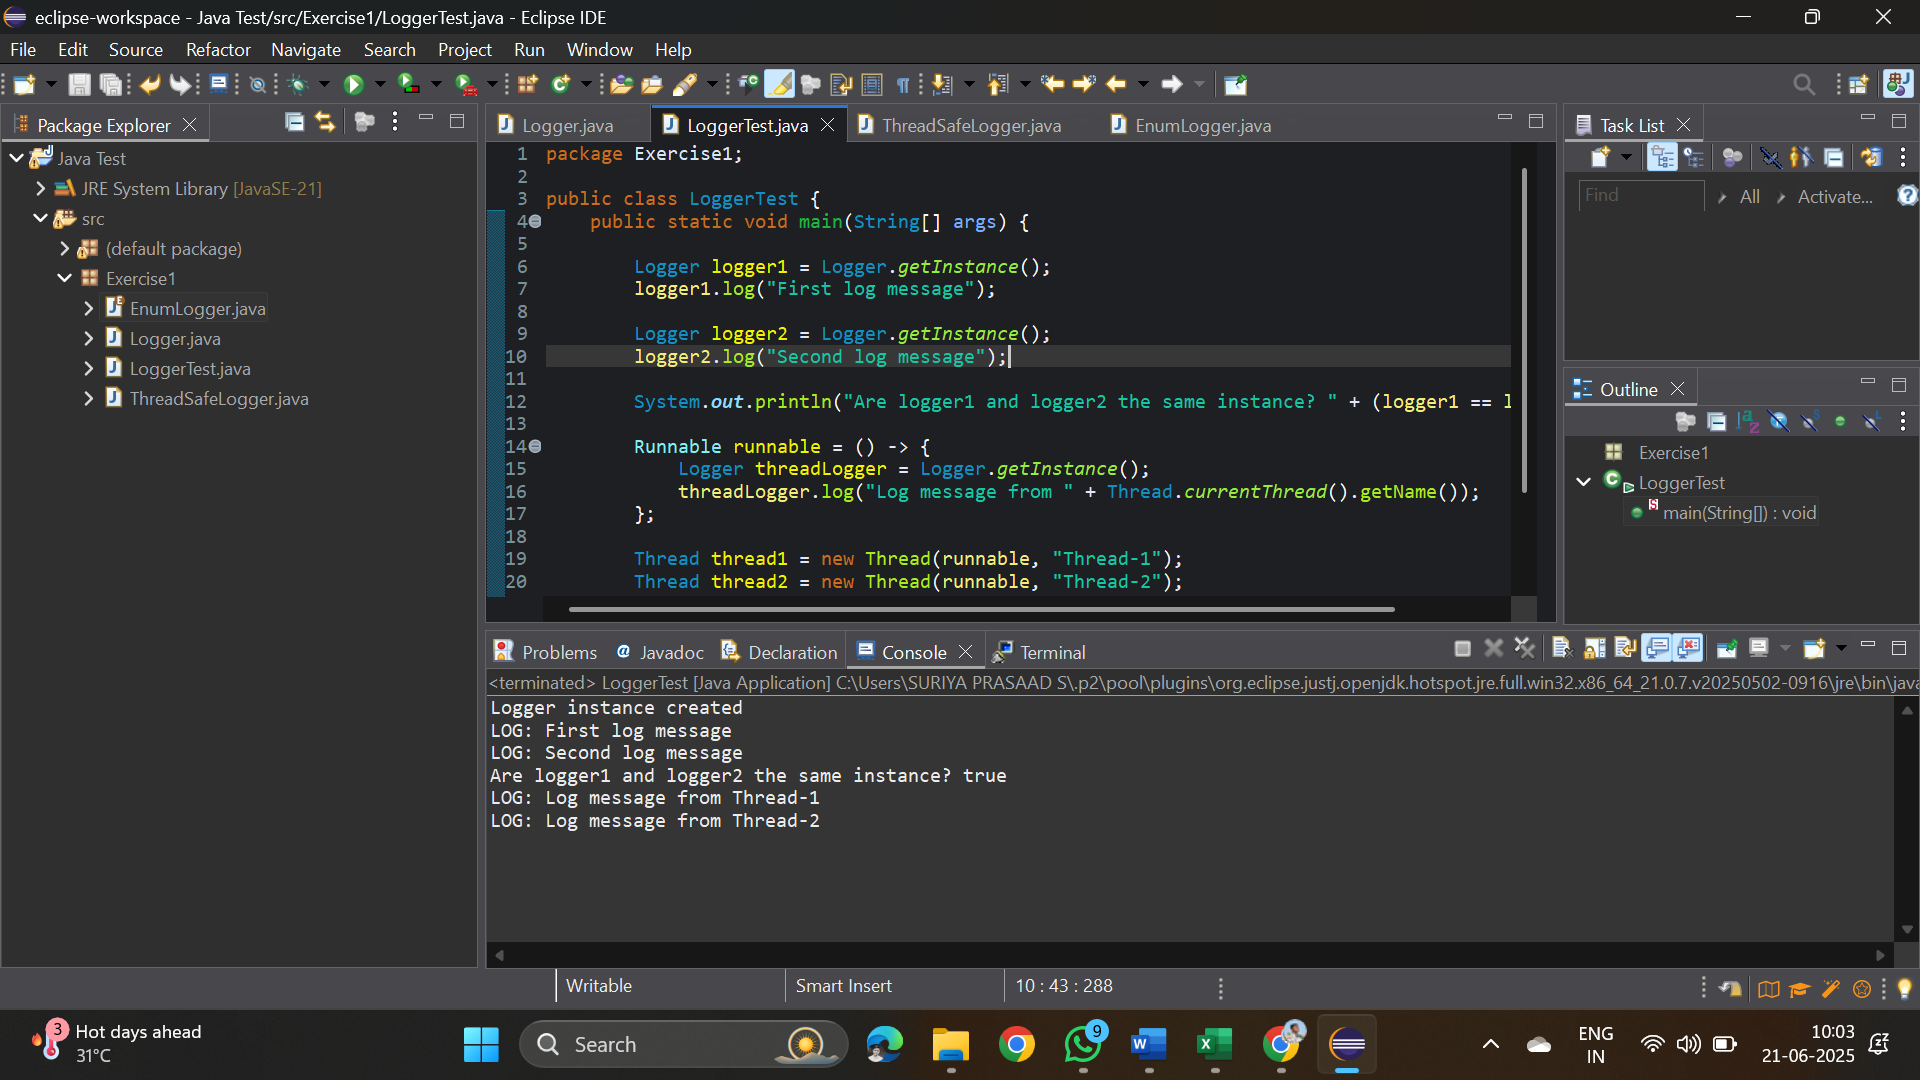 eclipse-workspace - Java Test/src/Exercise1/LoggerTest.java - Eclipse IDE
File Edit Source Refactor Navigate Search Project Run Window Help
Package Explorer
Java Test
JRE System Library [JavaSE-21]
src
(default package)
Exercise1
EnumLogger.java
Logger.java
LoggerTest.java
ThreadSafeLogger.java
Logger.java LoggerTest.java ThreadSafeLogger.java EnumLogger.java
1 package Exercise1;
2
3 public class LoggerTest {
4 public static void main(String[] args) {
5
6 Logger logger1 = Logger.getInstance();
7 logger1.log("First log message");
8
9 Logger logger2 = Logger.getInstance();
10 logger2.log("Second log message");
11
12 System.out.println("Are logger1 and logger2 the same instance? " + (logger1 == l
13
14 Runnable runnable = () -> {
15 Logger threadLogger = Logger.getInstance();
16 threadLogger.log("Log message from " + Thread.currentThread().getName());
17 };
18
19 Thread thread1 = new Thread(runnable, "Thread-1");
20 Thread thread2 = new Thread(runnable, "Thread-2");
Task List
Find All Activate...
Outline
Exercise1
LoggerTest
main(String[]) : void
Problems Javadoc Declaration Console Terminal
<terminated> LoggerTest [Java Application] C:\Users\SURIYA PRASAAD S\.p2\pool\plugins\org.eclipse.justj.openjdk.hotspot.jre.full.win32.x86_64_21.0.7.v20250502-0916\jre\bin\java
Logger instance created
LOG: First log message
LOG: Second log message
Are logger1 and logger2 the same instance? true
LOG: Log message from Thread-1
LOG: Log message from Thread-2
Writable Smart Insert 10 : 43 : 288
3 Hot days ahead
31°C
Search
9
ENG
IN
10:03
21-06-2025